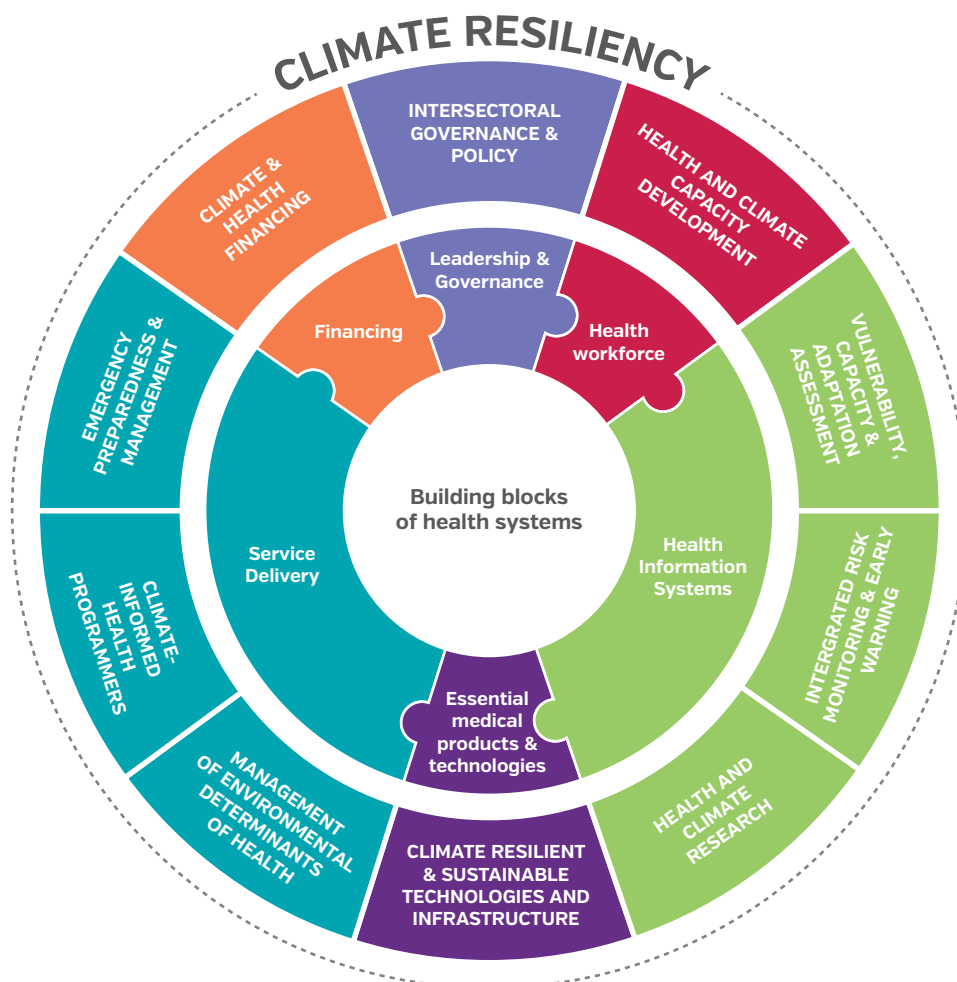 CLIMATE RESILIENCY
INTERSECTORAL
GOVERNANCE &
POLICY
HEALTH AND CLIMATE
CAPACITY
DEVELOPMENT
VULNERABILITY,
CAPACITY &
ADAPTATION
ASSESSMENT
INTERGRATED RISK
MONITORING & EARLY
WARNING
HEALTH AND
CLIMATE
RESEARCH
CLIMATE RESILIENT
& SUSTAINABLE
TECHNOLOGIES AND
INFRASTRUCTURE
MANAGEMENT
OF ENVIRONMENTAL
DETERMINANTS
OF HEALTH
CLIMATE-
INFORMED
HEALTH
PROGRAMMERS
EMERGENCY
PREPAREDNESS &
MANAGEMENT
CLIMATE &
HEALTH
FINANCING
Leadership &
Governance
Health
workforce
Health
Information
Systems
Essential
medical
products &
technologies
Service
Delivery
Financing
Building blocks
of health systems